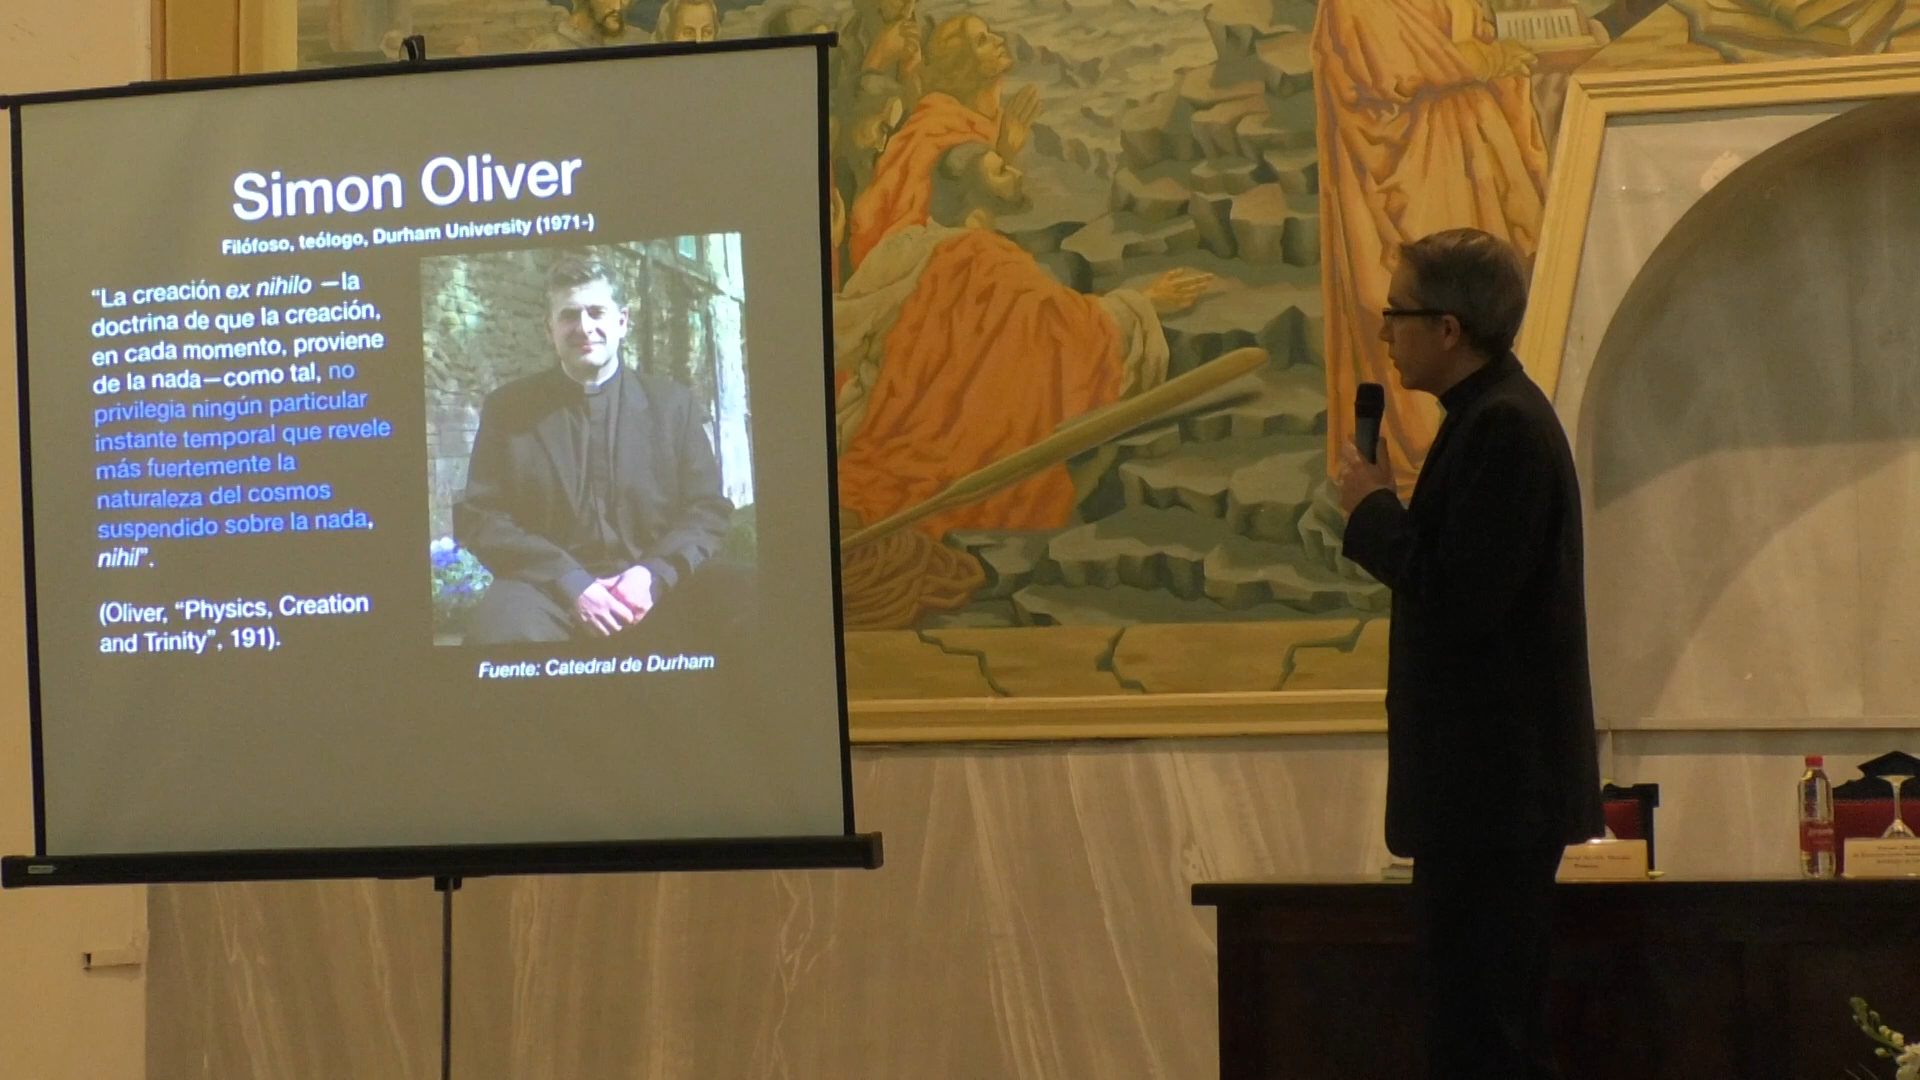 Simon Oliver
Filófoso, teólogo, Durham University (1971-)
“La creación ex nihilo —la
doctrina de que la creación,
en cada momento, proviene
de la nada—como tal, no
privilegia ningún particular
instante temporal que revele
más fuertemente la
naturaleza del cosmos
suspendido sobre la nada,
nihil”.
(Oliver, “Physics, Creation
and Trinity”, 191).
Fuente: Catedral de Durham